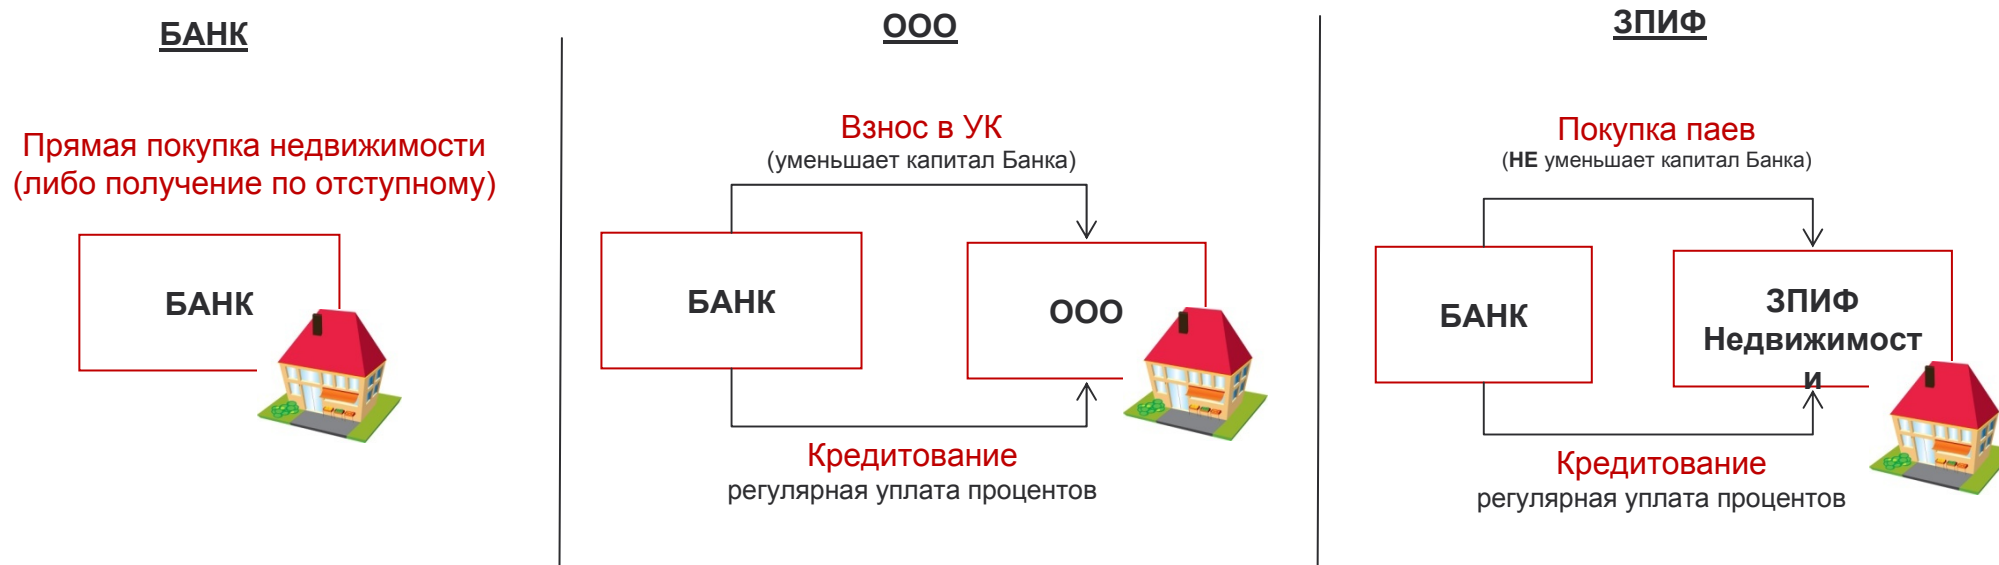 БАНК
Прямая покупка недвижимости
(либо получение по отступному)
БАНК
ООО
Взнос в УК
(уменьшает капитал Банка)
БАНК
ООО
Кредитование
регулярная уплата процентов
ЗПИФ
Покупка паев
(НЕ уменьшает капитал Банка)
БАНК
ЗПИФ
Недвижимост
и
Кредитование
регулярная уплата процентов